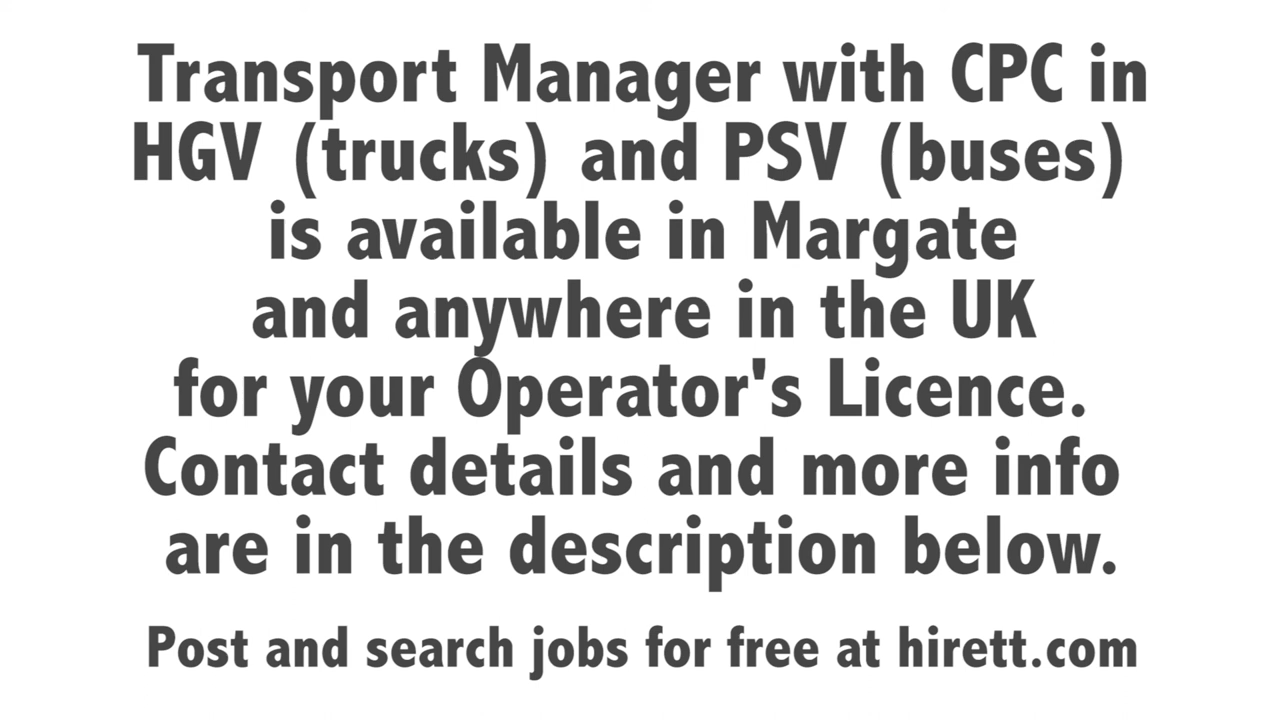 Transport Manager with CPC in
HGV (trucks) and PSV (buses)
is available in Margate
and anywhere in the UK
for your Operator's Licence.
Contact details and more info
are in the description below.
Post and search jobs for free at hirett.com